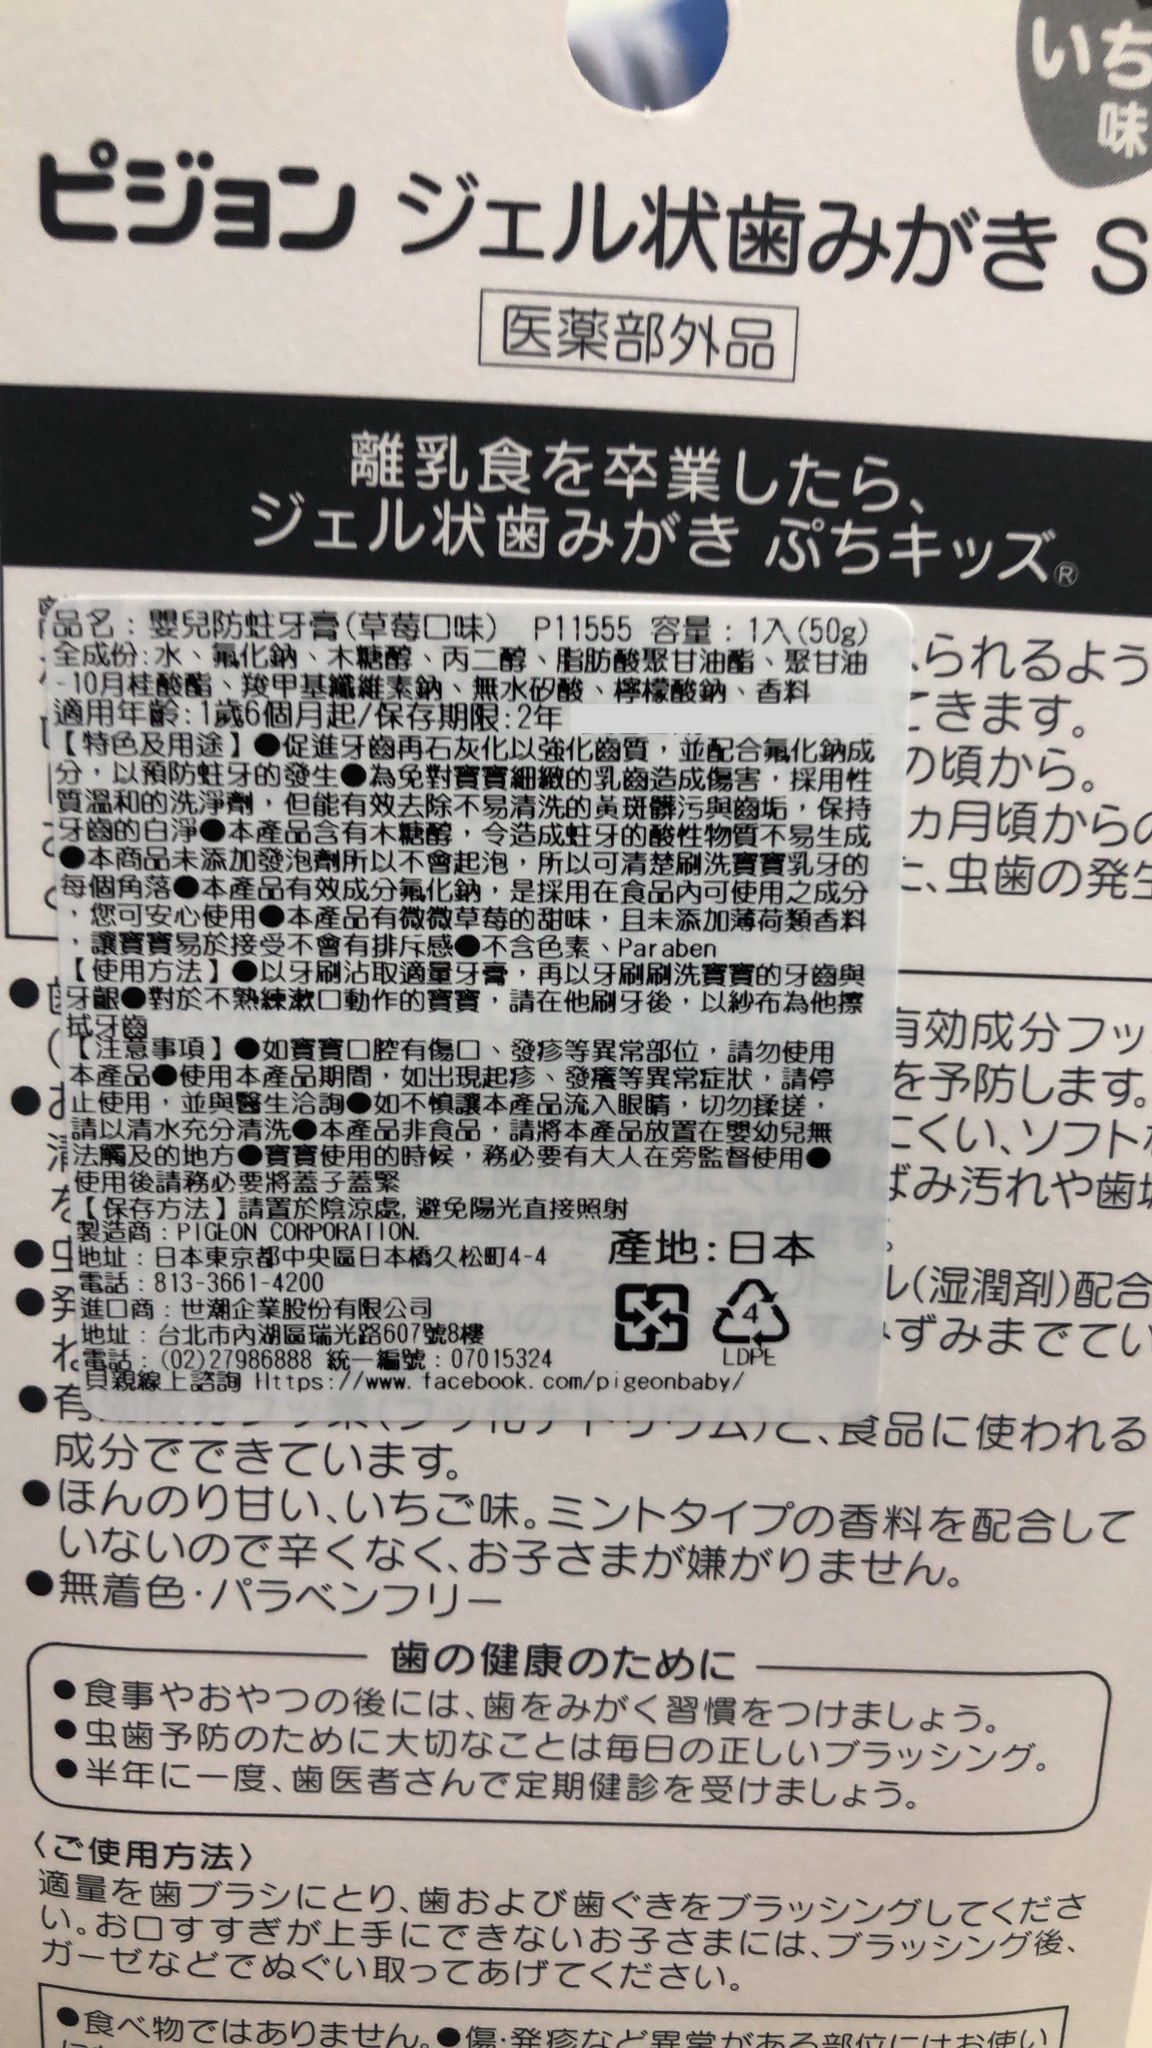 いち
味
ピジョン ジェル状歯みがき S
医薬部外品
離乳食を卒業したら、
ジェル状歯みがき ぷちキッズ®
品名：嬰兒防蛀牙膏(草莓口味) P11555 容量：1入(50g)
全成份:水、氟化鈉、木糖醇、丙二醇、脂肪酸聚甘油酯、聚甘油
-10月桂酸酯、羧甲基纖維素鈉、無水矽酸、檸檬酸鈉、香料
適用年齡:1歲6個月起/保存期限:2年
【特色及用途】●促進牙齒再石灰化以強化齒質，並配合氟化鈉成
分，以預防蛀牙的發生●為免對寶寶細緻的乳齒造成傷害，採用性
質溫和的洗淨劑，但能有效去除不易清洗的黃斑髒污與齒垢，保持
牙齒的白淨●本產品含有木糖醇，令造成蛀牙的酸性物質不易生成
●本商品未添加發泡劑所以不會起泡，所以可清楚刷洗寶寶乳牙的
每個角落●本產品有效成分氟化鈉，是採用在食品內可使用之成分
，您可安心使用●本產品有微微草莓的甜味，且未添加薄荷類香料
，讓寶寶易於接受不會有排斥感●不含色素、Paraben
【使用方法】●以牙刷沾取適量牙膏，再以牙刷刷洗寶寶的牙齒與
牙齦●對於不熟練漱口動作的寶寶，請在他刷牙後，以紗布為他擦
拭牙齒
【注意事項】●如寶寶口腔有傷口、發疹等異常部位，請勿使用
本產品●使用本產品期間，如出現起疹、發癢等異常症狀，請停
止使用，並與醫生洽詢●如不慎讓本產品流入眼睛，切勿揉搓，
請以清水充分清洗●本產品非食品，請將本產品放置在嬰幼兒無
法觸及的地方●寶寶使用的時候，務必要有大人在旁監督使用●
使用後請務必要將蓋子蓋緊
【保存方法】請置於陰涼處,避免陽光直接照射
製造商：PIGEON CORPORATION.
地址：日本東京都中央區日本橋久松町4-4
電話：813-3661-4200
進口商：世潮企業股份有限公司
地址：台北市內湖區瑞光路607號8樓
電話：(02)27986888 統一編號：07015324
貝親線上諮詢 Https://www.facebook.com/pigeonbaby/
產地:日本
4
LDPE
られるよう
てきます。
の頃から。
ヵ月頃からの
、虫歯の発生
有効成分フッ
を予防します。
にくい、ソフト
ばみ汚れや歯垢
ル(湿潤剤)配合
みずみまでてい
と、食品に使われる
成分でできています。
●ほんのり甘い、いちご味。ミントタイプの香料を配合して
いないので辛くなく、お子さまが嫌がりません。
●無着色・パラベンフリー
歯の健康のために
●食事やおやつの後には、歯をみがく習慣をつけましょう。
●虫歯予防のために大切なことは毎日の正しいブラッシング。
●半年に一度、歯医者さんで定期健診を受けましょう。
〈ご使用方法〉
適量を歯ブラシにとり、歯および歯ぐきをブラッシングしてくださ
い。お口すすぎが上手にできないお子さまには、ブラッシング後、
ガーゼなどでぬぐい取ってあげてください。
●食べ物ではありません。●傷・発疹など異常がある部位にはお使い